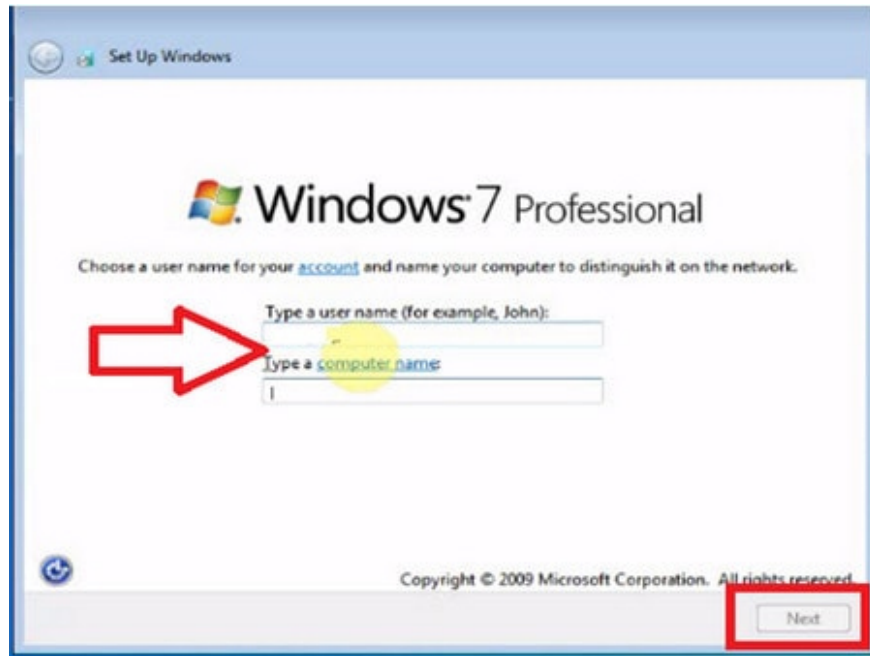 Set Up Windows
Windows 7 Professional
Choose a user name for your account and name your computer to distinguish it on the network.
Type a user name (for example, John):
Type a computer name:
Copyright © 2009 Microsoft Corporation. All rights reserved.
Next